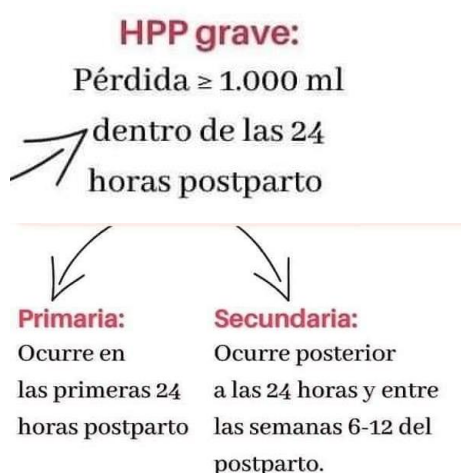 HPP grave:
Pérdida ≥ 1.000 ml
dentro de las 24
horas postparto
Primaria:
Ocurre en
las primeras 24
horas postparto
Secundaria:
Ocurre posterior
a las 24 horas y entre
las semanas 6-12 del
postparto.